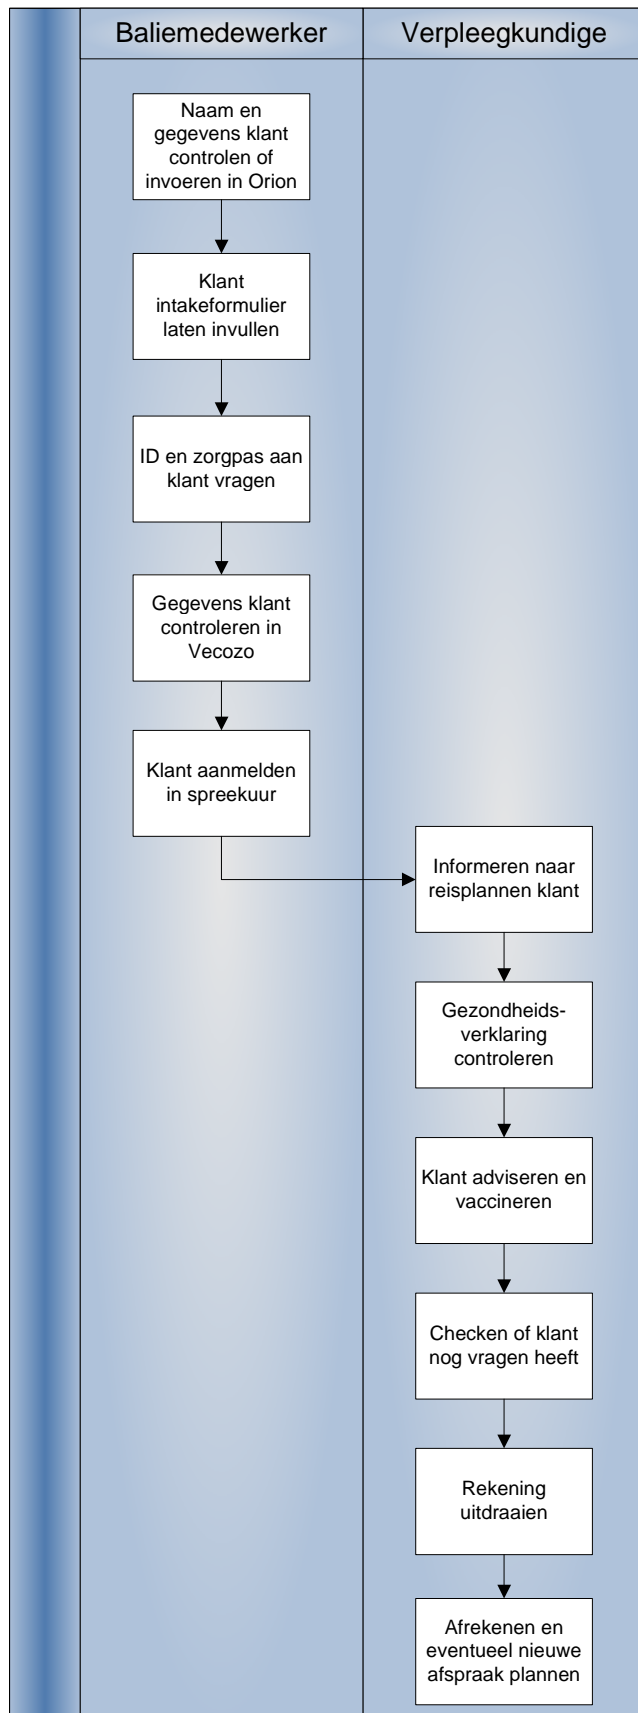 Baliemedewerker
Verpleegkundige
Naam en
gegevens klant
controlen of
invoeren in Orion
Klant
intakeformulier
laten invullen
ID en zorgpas aan
klant vragen
Gegevens klant
controleren in
Vecozo
Klant aanmelden
in spreekuur
Informeren naar
reisplannen klant
Gezondheids-
verklaring
controleren
Klant adviseren en
vaccineren
Checken of klant
nog vragen heeft
Rekening
uitdraaien
Afrekenen en
eventueel nieuwe
afspraak plannen